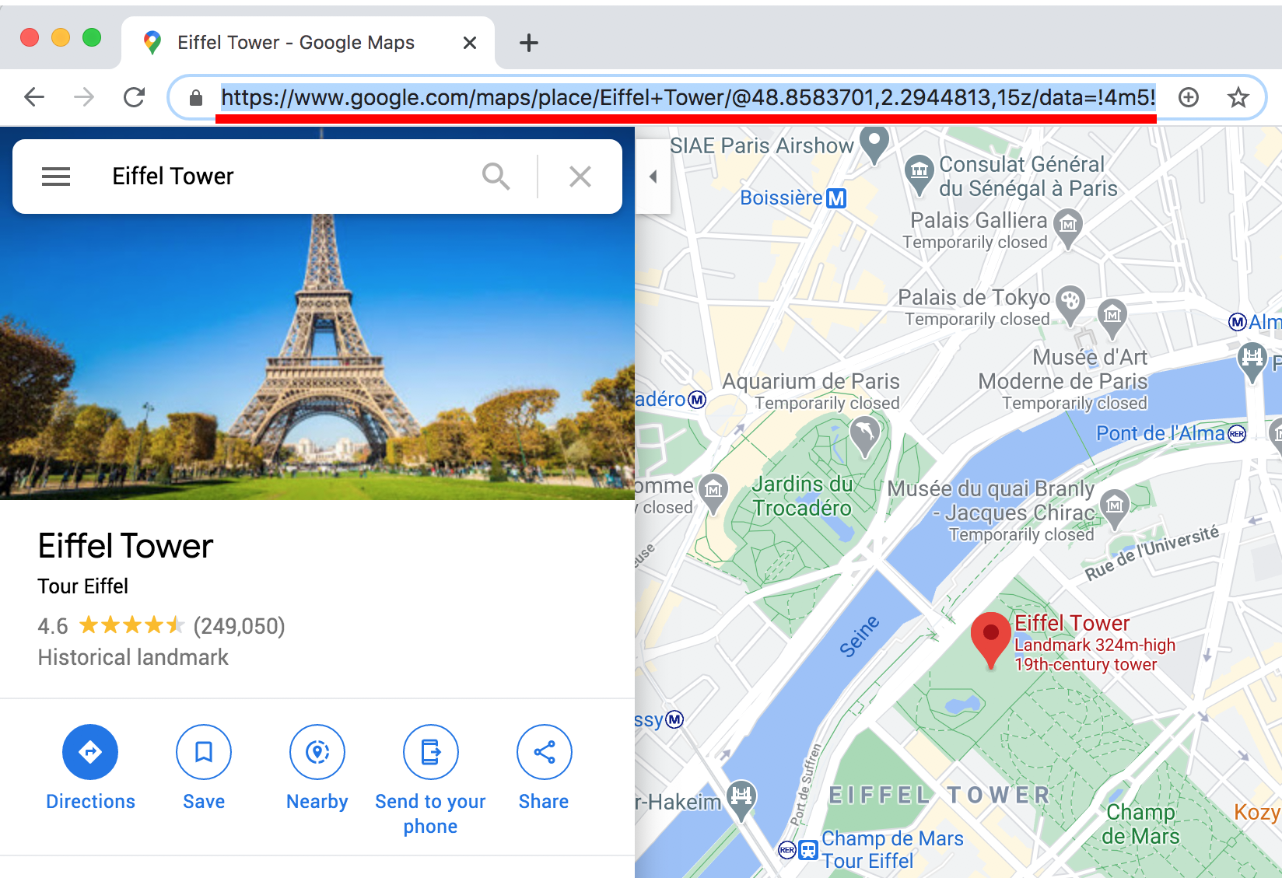 Eiffel Tower - Google Maps
https://www.google.com/maps/place/Eiffel+Tower/@48.8583701,2.2944813,15z/data=!4m5!
Eiffel Tower
Eiffel Tower
Tour Eiffel
4.6 (249,050)
Historical landmark
Directions
Save
Nearby
Send to your
phone
Share
SIAE Paris Airshow
Consulat Général
du Sénégal à Paris
Boissière M
Palais Galliera
Temporarily closed
Palais de Tokyo
Temporarily closed
M Alm
Musée d'Art
Moderne de Paris
Temporarily closed
P
Aquarium de Paris
Temporarily closed
adéro M
Pont de l'Alma RER
Jardins du
Trocadéro
omme
closed
Musée du quai Branly
- Jacques Chirac
Temporarily closed
Rue de l'Université
euse
Seine
Eiffel Tower
Landmark 324m-high
19th-century tower
ssy M
Port de Suffren
r-Hakeim
EIFFEL TOWER
Champ
de Mars
Kozy
RER Champ de Mars
Tour Eiffel